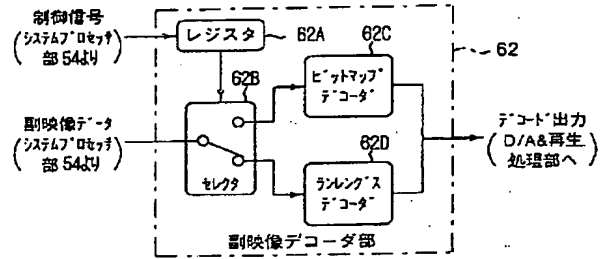 制御信号
(システムプロセッサ
部54より)
レジスタ
62A
62B
62C
ビットマップ
デコーダ
62
副映像データ
(システムプロセッサ
部54より)
セレクタ
62D
ランレングス
デコーダ
デコード出力
(D/A&再生
処理部へ)
副映像デコーダ部